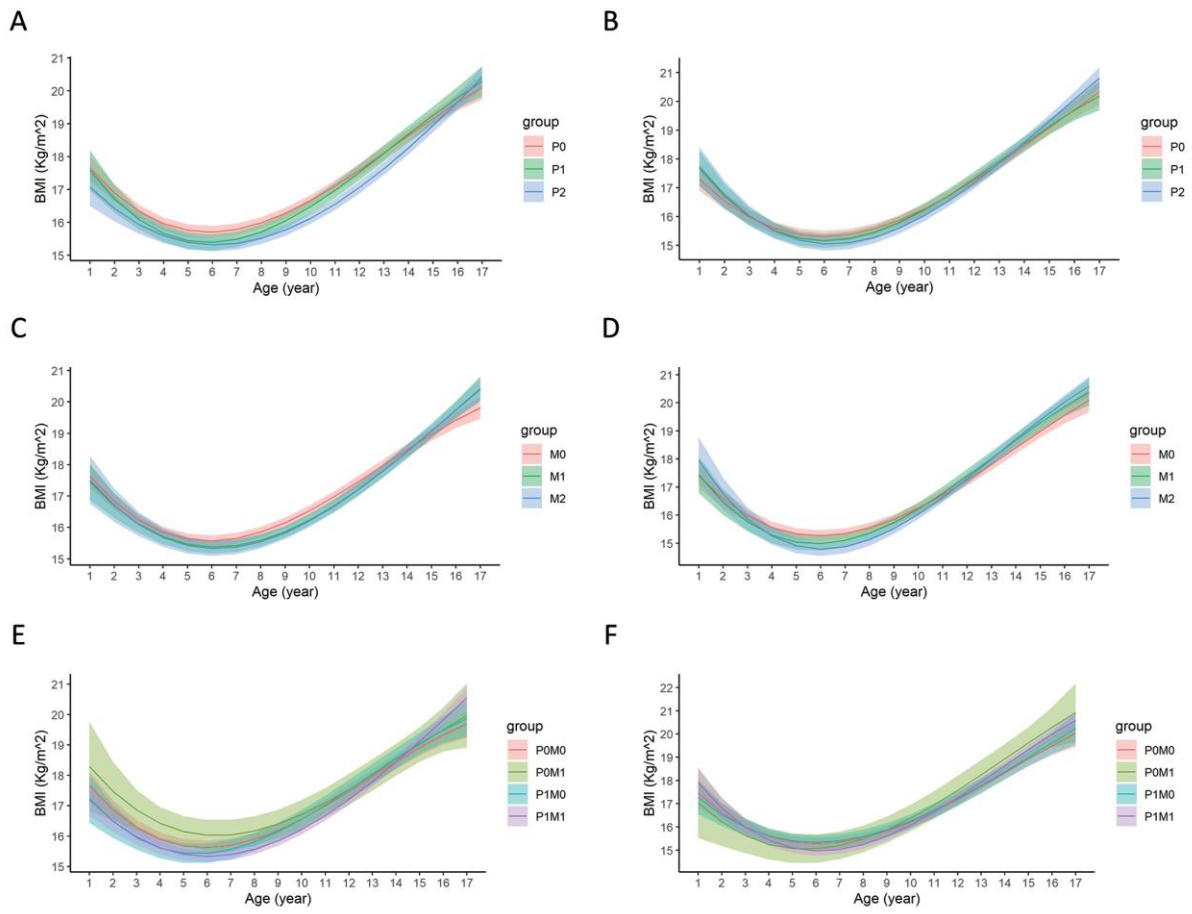 A
21
20
19
18
17
16
15
BMI (Kg/m^2)
1 2 3 4 5 6 7 8 9 10 11 12 13 14 15 16 17
Age (year)
group
P0
P1
P2
B
21
20
19
18
17
16
15
BMI (Kg/m^2)
1 2 3 4 5 6 7 8 9 10 11 12 13 14 15 16 17
Age (year)
group
P0
P1
P2
C
21
20
19
18
17
16
15
BMI (Kg/m^2)
1 2 3 4 5 6 7 8 9 10 11 12 13 14 15 16 17
Age (year)
group
M0
M1
M2
D
21
20
19
18
17
16
15
BMI (Kg/m^2)
1 2 3 4 5 6 7 8 9 10 11 12 13 14 15 16 17
Age (year)
group
M0
M1
M2
E
21
20
19
18
17
16
15
BMI (Kg/m^2)
1 2 3 4 5 6 7 8 9 10 11 12 13 14 15 16 17
Age (year)
group
P0M0
P0M1
P1M0
P1M1
F
22
21
20
19
18
17
16
15
BMI (Kg/m^2)
1 2 3 4 5 6 7 8 9 10 11 12 13 14 15 16 17
Age (year)
group
P0M0
P0M1
P1M0
P1M1